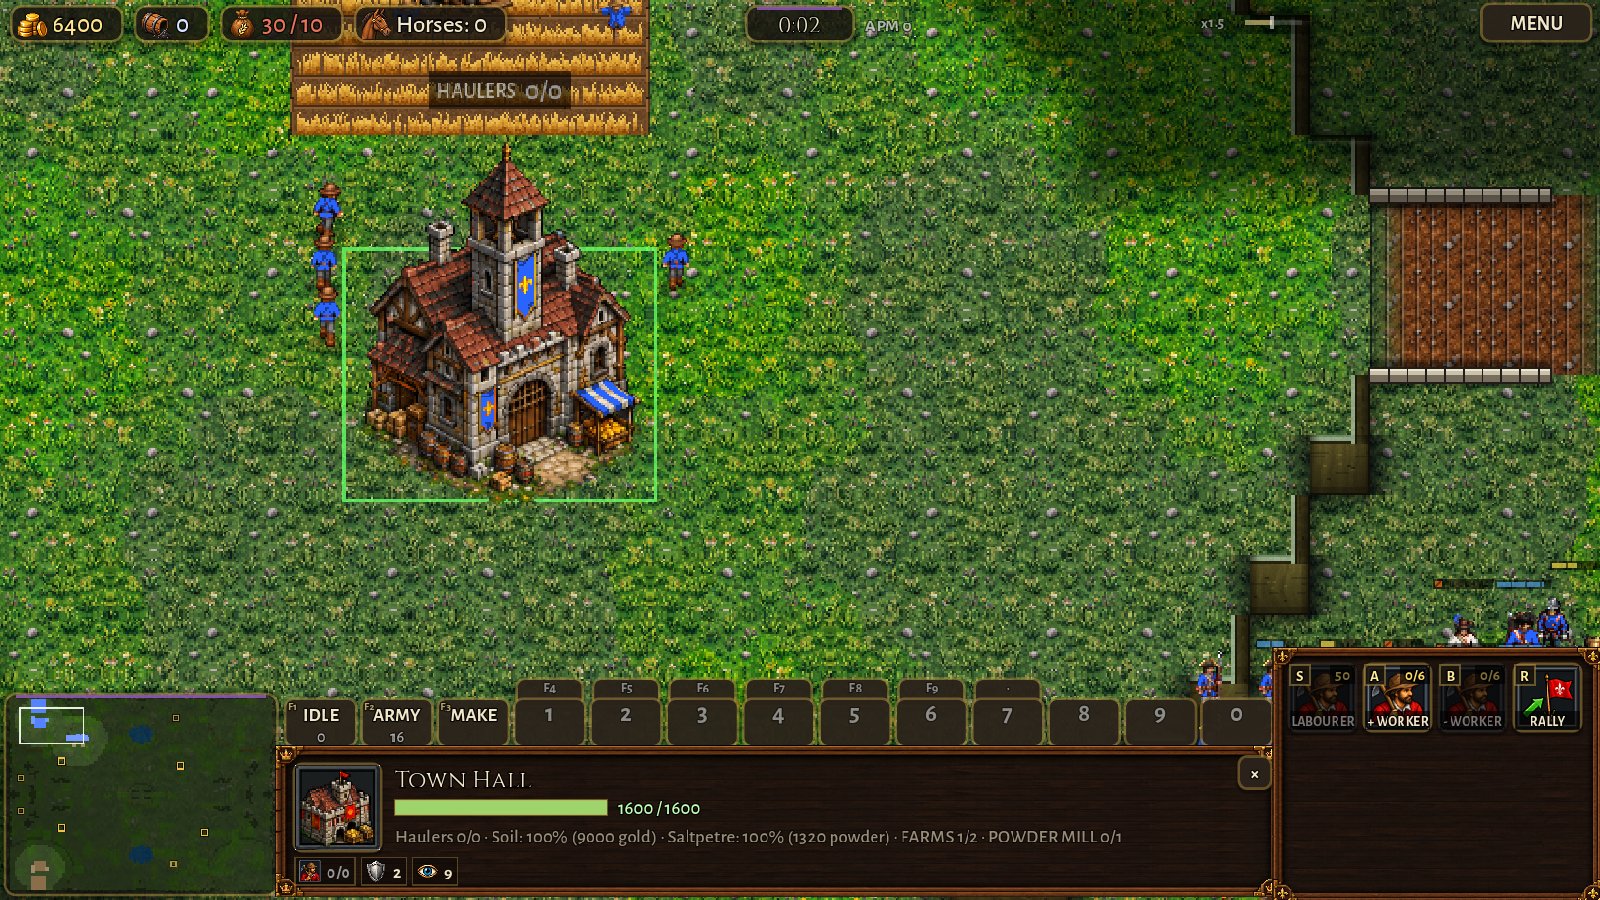 6400
0
30/10
Horses: 0
0:02
APM 0
x1.5
MENU
HAULERS 0/0
F1 IDLE 0
F2 ARMY 16
F3 MAKE
F4 1
F5 2
F6 3
F7 4
F8 5
F9 6
7
8
9
0
S 50 LABOURER
A 0/6 +WORKER
B 0/6 -WORKER
R RALLY
TOWN HALL
1600/1600
Haulers 0/0 · Soil: 100% (9000 gold) · Saltpetre: 100% (1320 powder) · FARMS 1/2 · POWDER MILL 0/1
0/0
2
9
x